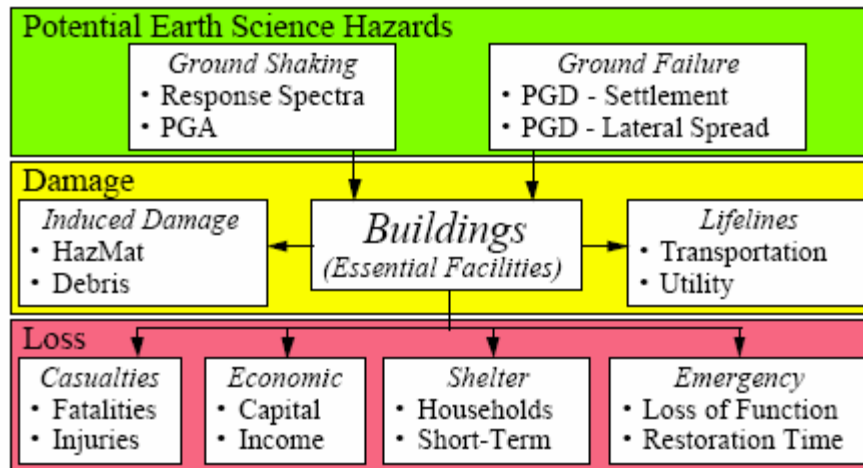 Potential Earth Science Hazards
Ground Shaking
• Response Spectra
• PGA
Ground Failure
• PGD - Settlement
• PGD - Lateral Spread
Damage
Induced Damage
• HazMat
• Debris
Buildings
(Essential Facilities)
Lifelines
• Transportation
• Utility
Loss
Casualties
• Fatalities
• Injuries
Economic
• Capital
• Income
Shelter
• Households
• Short-Term
Emergency
• Loss of Function
• Restoration Time